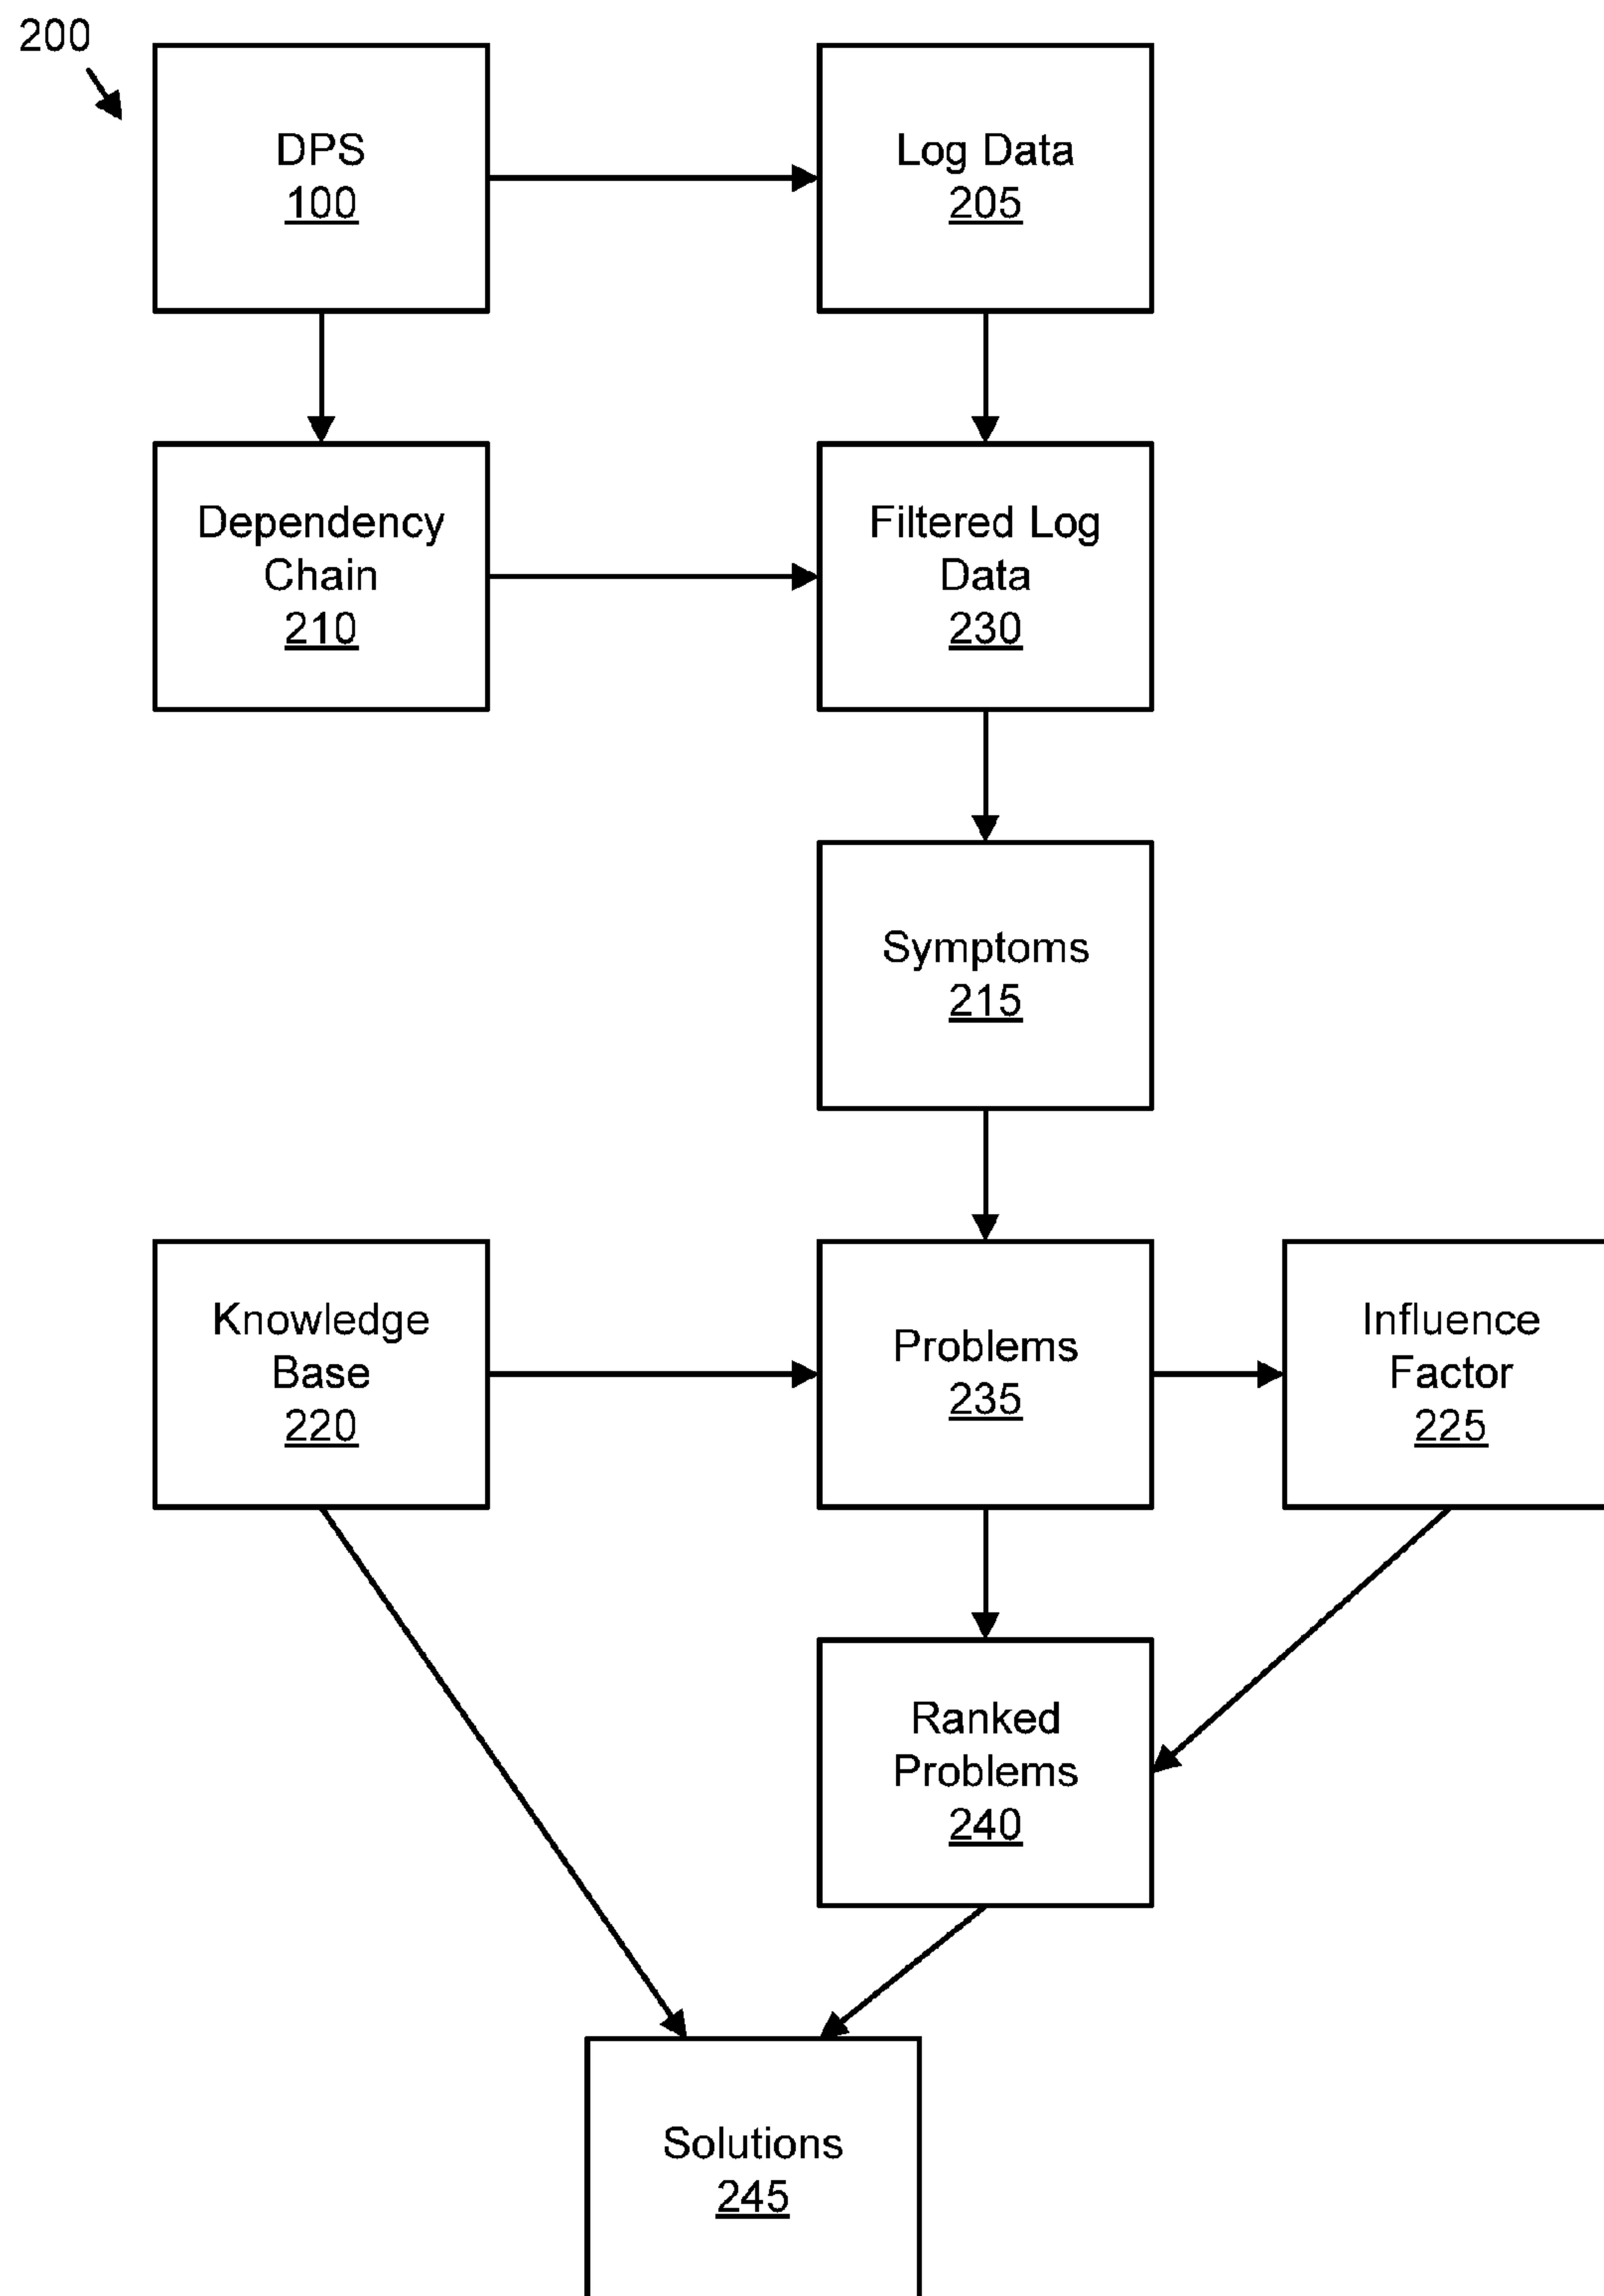 200
DPS
100
Log Data
205
Dependency
Chain
210
Filtered Log
Data
230
Symptoms
215
Knowledge
Base
220
Problems
235
Influence
Factor
225
Ranked
Problems
240
Solutions
245